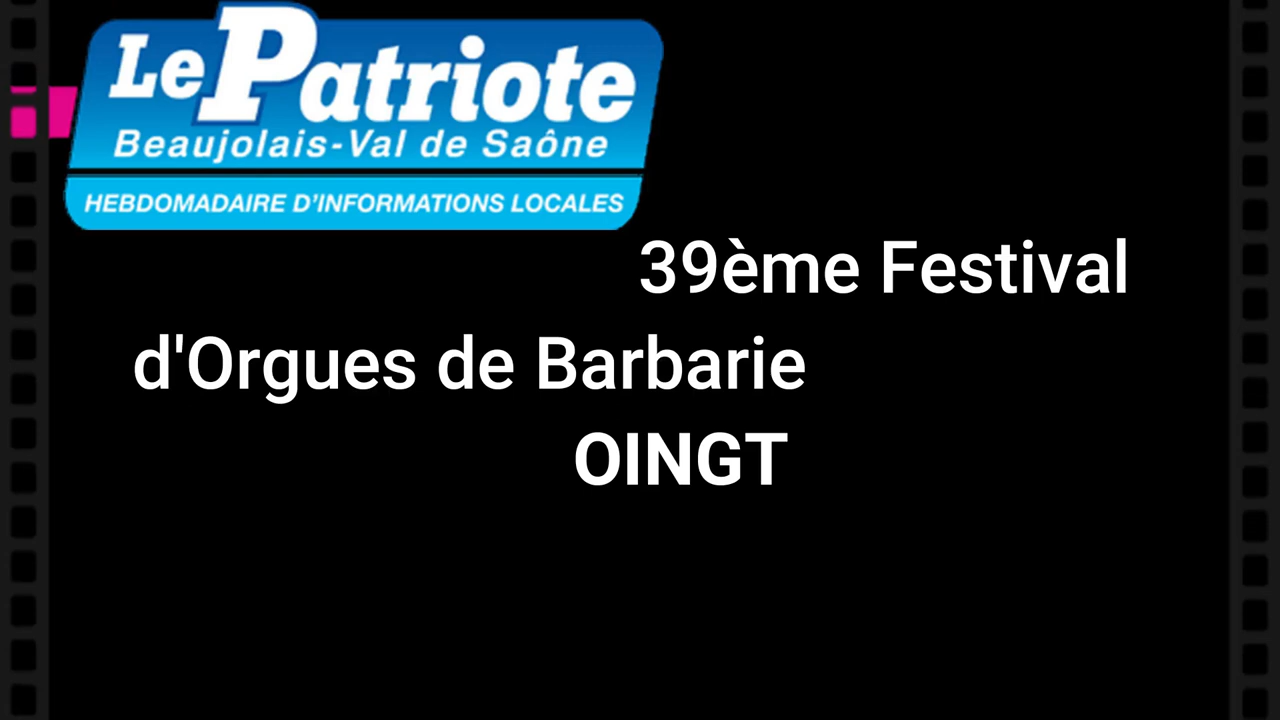 Le Patriote
Beaujolais-Val de Saône
HEBDOMADAIRE D'INFORMATIONS LOCALES
39ème Festival
d'Orgues de Barbarie
OINGT